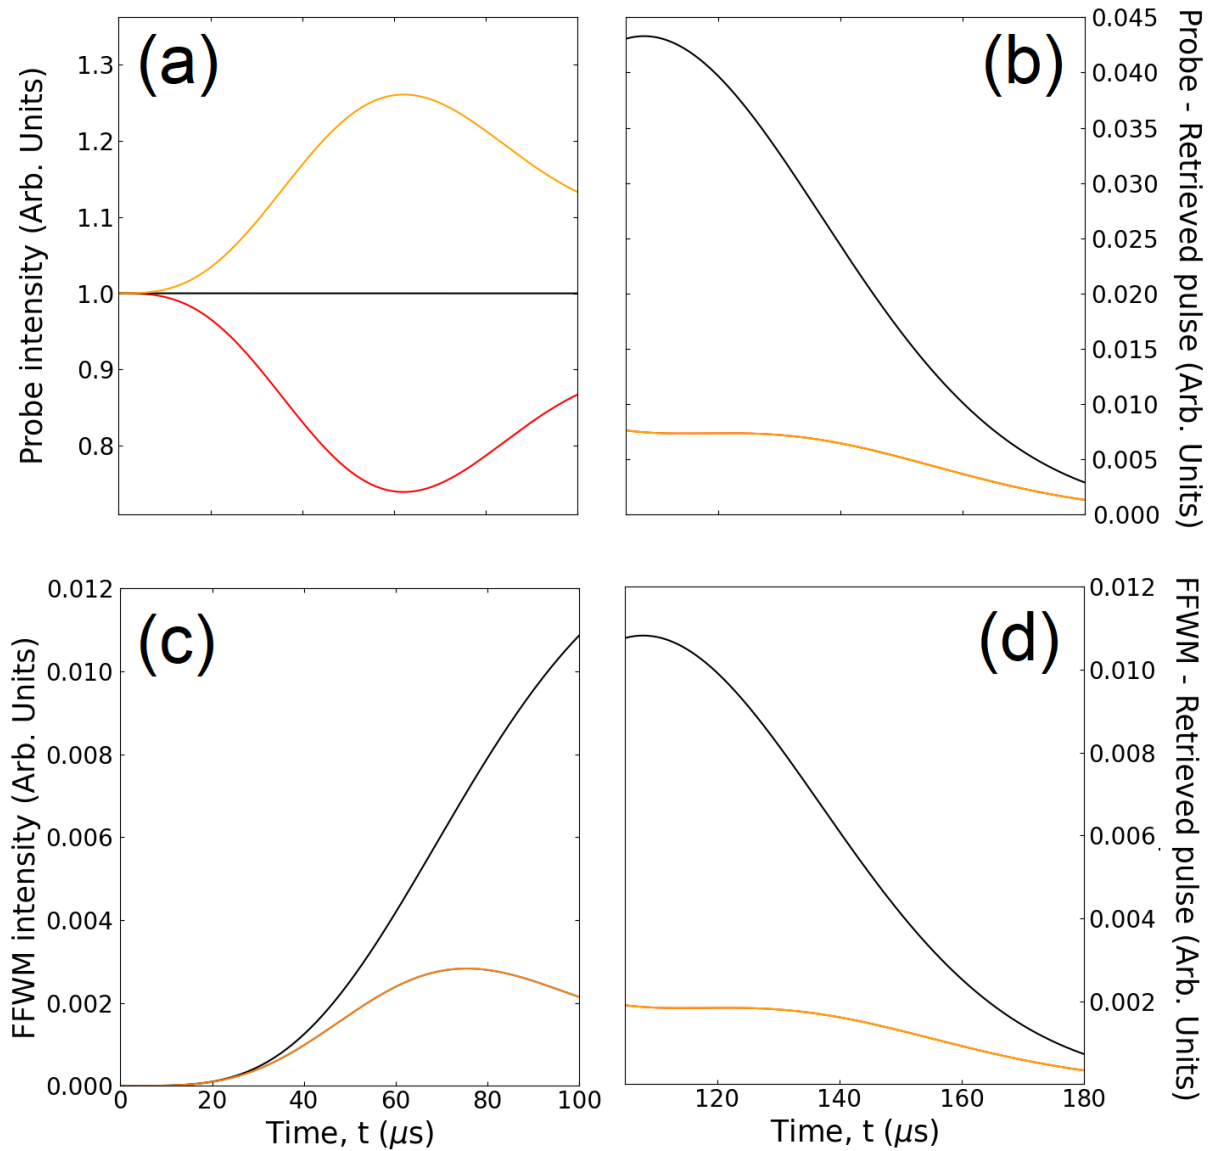 (a)
Probe intensity (Arb. Units)
1.3
1.2
1.1
1.0
0.9
0.8
(b)
Probe - Retrieved pulse (Arb. Units)
0.045
0.040
0.035
0.030
0.025
0.020
0.015
0.010
0.005
0.000
(c)
FFWM intensity (Arb. Units)
0.012
0.010
0.008
0.006
0.004
0.002
0.000
0 20 40 60 80 100
Time, t (μs)
(d)
FFWM - Retrieved pulse (Arb. Units)
0.012
0.010
0.008
0.006
0.004
0.002
120 140 160 180
Time, t (μs)